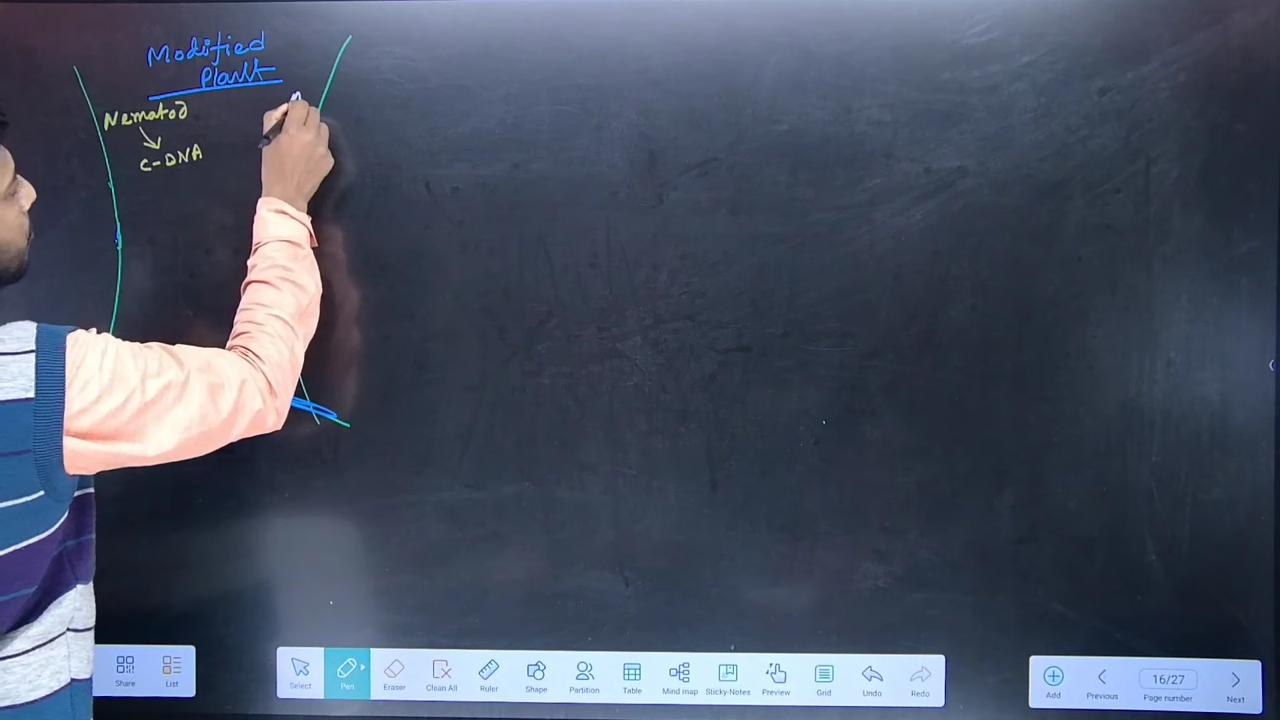 Modified
Plant
Nematod
C-DNA
Share
List
Select
Pen
Eraser
Clean All
Ruler
Shape
Partition
Table
Mind map
Sticky-Notes
Preview
Grid
Undo
Redo
Add
Previous
16/27
Page number
Next